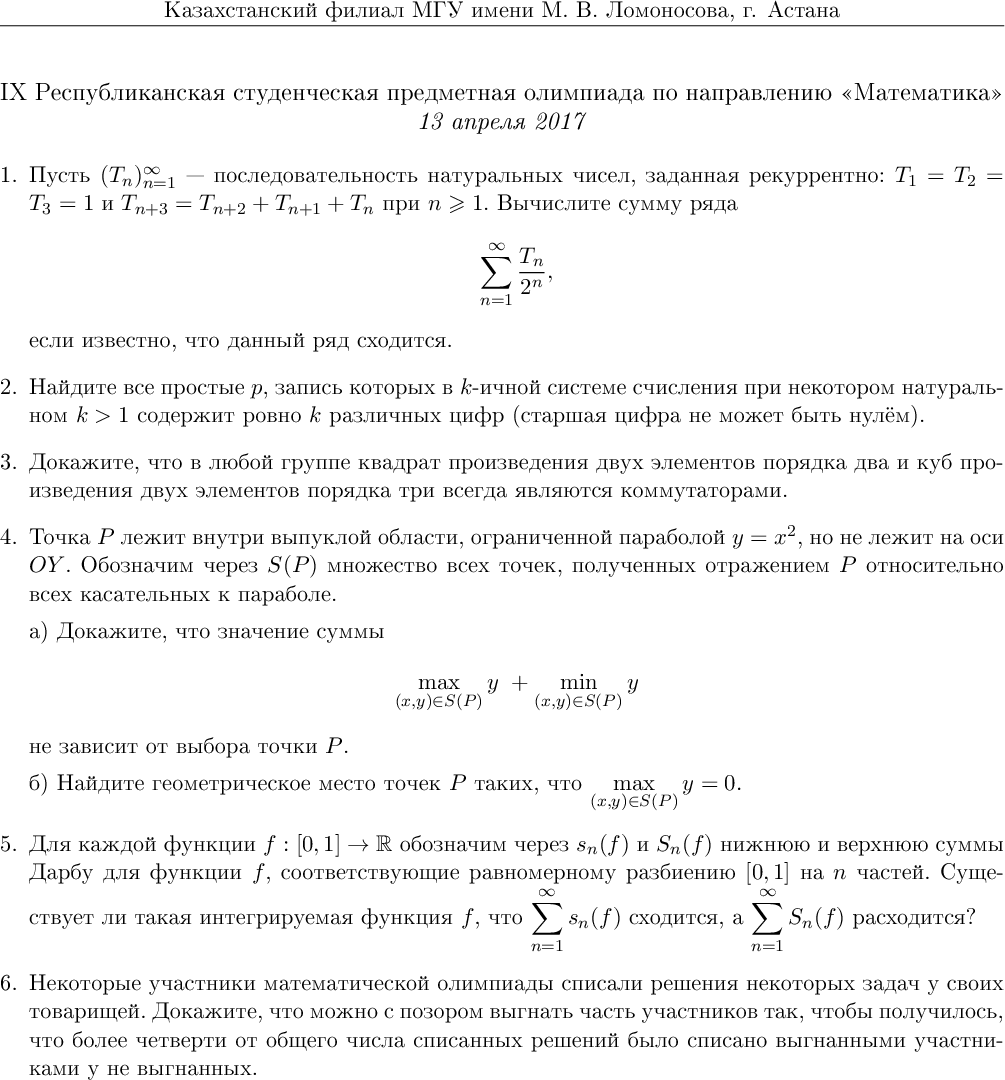 Казахстанский филиал МГУ имени М. В. Ломоносова, г. Астана
IX Республиканская студенческая предметная олимпиада по направлению «Математика»
13 апреля 2017
1. Пусть $(T_n)_{n=1}^{\infty}$ — последовательность натуральных чисел, заданная рекуррентно: $T_1 = T_2 =$
$T_3 = 1$ и $T_{n+3} = T_{n+2} + T_{n+1} + T_n$ при $n \geqslant 1$. Вычислите сумму ряда
$$\sum_{n=1}^{\infty} \frac{T_n}{2^n},$$
если известно, что данный ряд сходится.
2. Найдите все простые $p$, запись которых в $k$-ичной системе счисления при некотором натураль-
ном $k > 1$ содержит ровно $k$ различных цифр (старшая цифра не может быть нулём).
3. Докажите, что в любой группе квадрат произведения двух элементов порядка два и куб про-
изведения двух элементов порядка три всегда являются коммутаторами.
4. Точка $P$ лежит внутри выпуклой области, ограниченной параболой $y = x^2$, но не лежит на оси
$OY$. Обозначим через $S(P)$ множество всех точек, полученных отражением $P$ относительно
всех касательных к параболе.
а) Докажите, что значение суммы
$$\max_{(x,y)\in S(P)} y \; + \min_{(x,y)\in S(P)} y$$
не зависит от выбора точки $P$.
б) Найдите геометрическое место точек $P$ таких, что $\max_{(x,y)\in S(P)} y = 0$.
5. Для каждой функции $f : [0, 1] \to \mathbb{R}$ обозначим через $s_n(f)$ и $S_n(f)$ нижнюю и верхнюю суммы
Дарбу для функции $f$, соответствующие равномерному разбиению $[0, 1]$ на $n$ частей. Суще-
ствует ли такая интегрируемая функция $f$, что $\sum_{n=1}^{\infty} s_n(f)$ сходится, а $\sum_{n=1}^{\infty} S_n(f)$ расходится?
6. Некоторые участники математической олимпиады списали решения некоторых задач у своих
товарищей. Докажите, что можно с позором выгнать часть участников так, чтобы получилось,
что более четверти от общего числа списанных решений было списано выгнанными участни-
ками у не выгнанных.